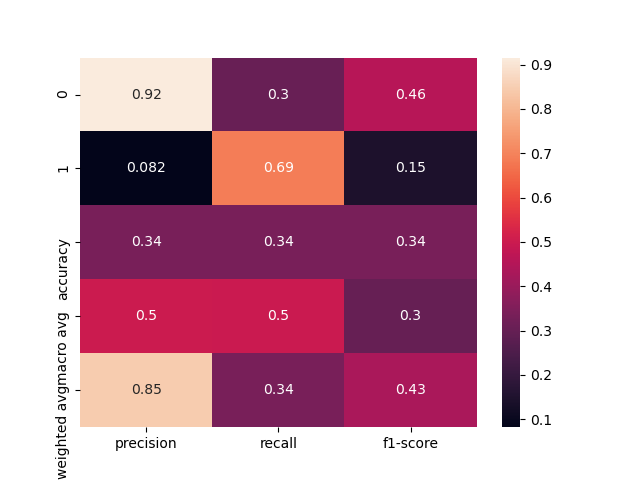 0 0.92 0.3 0.46
1 0.082 0.69 0.15
accuracy 0.34 0.34 0.34
macro avg 0.5 0.5 0.3
weighted avg 0.85 0.34 0.43
precision recall f1-score
0.9
0.8
0.7
0.6
0.5
0.4
0.3
0.2
0.1